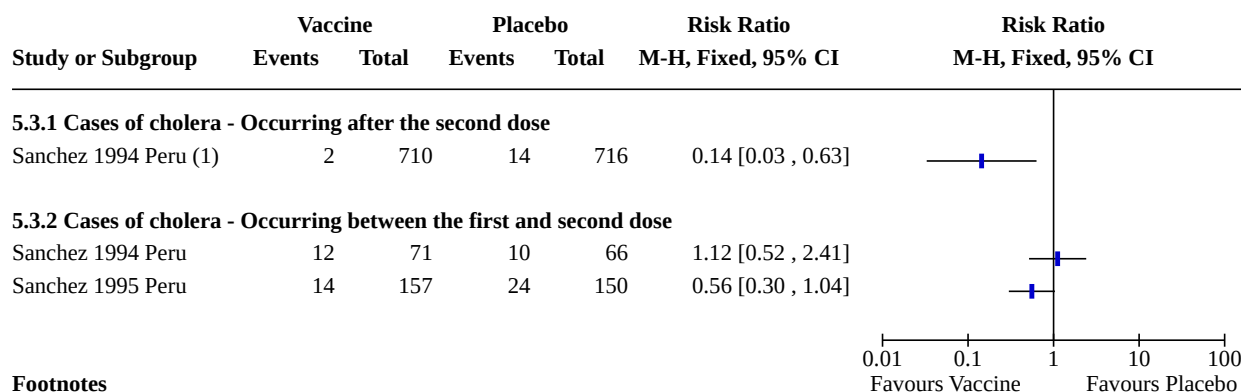 Vaccine Placebo Risk Ratio Risk Ratio
Study or Subgroup Events Total Events Total M-H, Fixed, 95% CI M-H, Fixed, 95% CI
5.3.1 Cases of cholera - Occurring after the second dose
Sanchez 1994 Peru (1) 2 710 14 716 0.14 [0.03 , 0.63]
5.3.2 Cases of cholera - Occurring between the first and second dose
Sanchez 1994 Peru 12 71 10 66 1.12 [0.52 , 2.41]
Sanchez 1995 Peru 14 157 24 150 0.56 [0.30 , 1.04]
0.01 0.1 1 10 100
Footnotes Favours Vaccine Favours Placebo